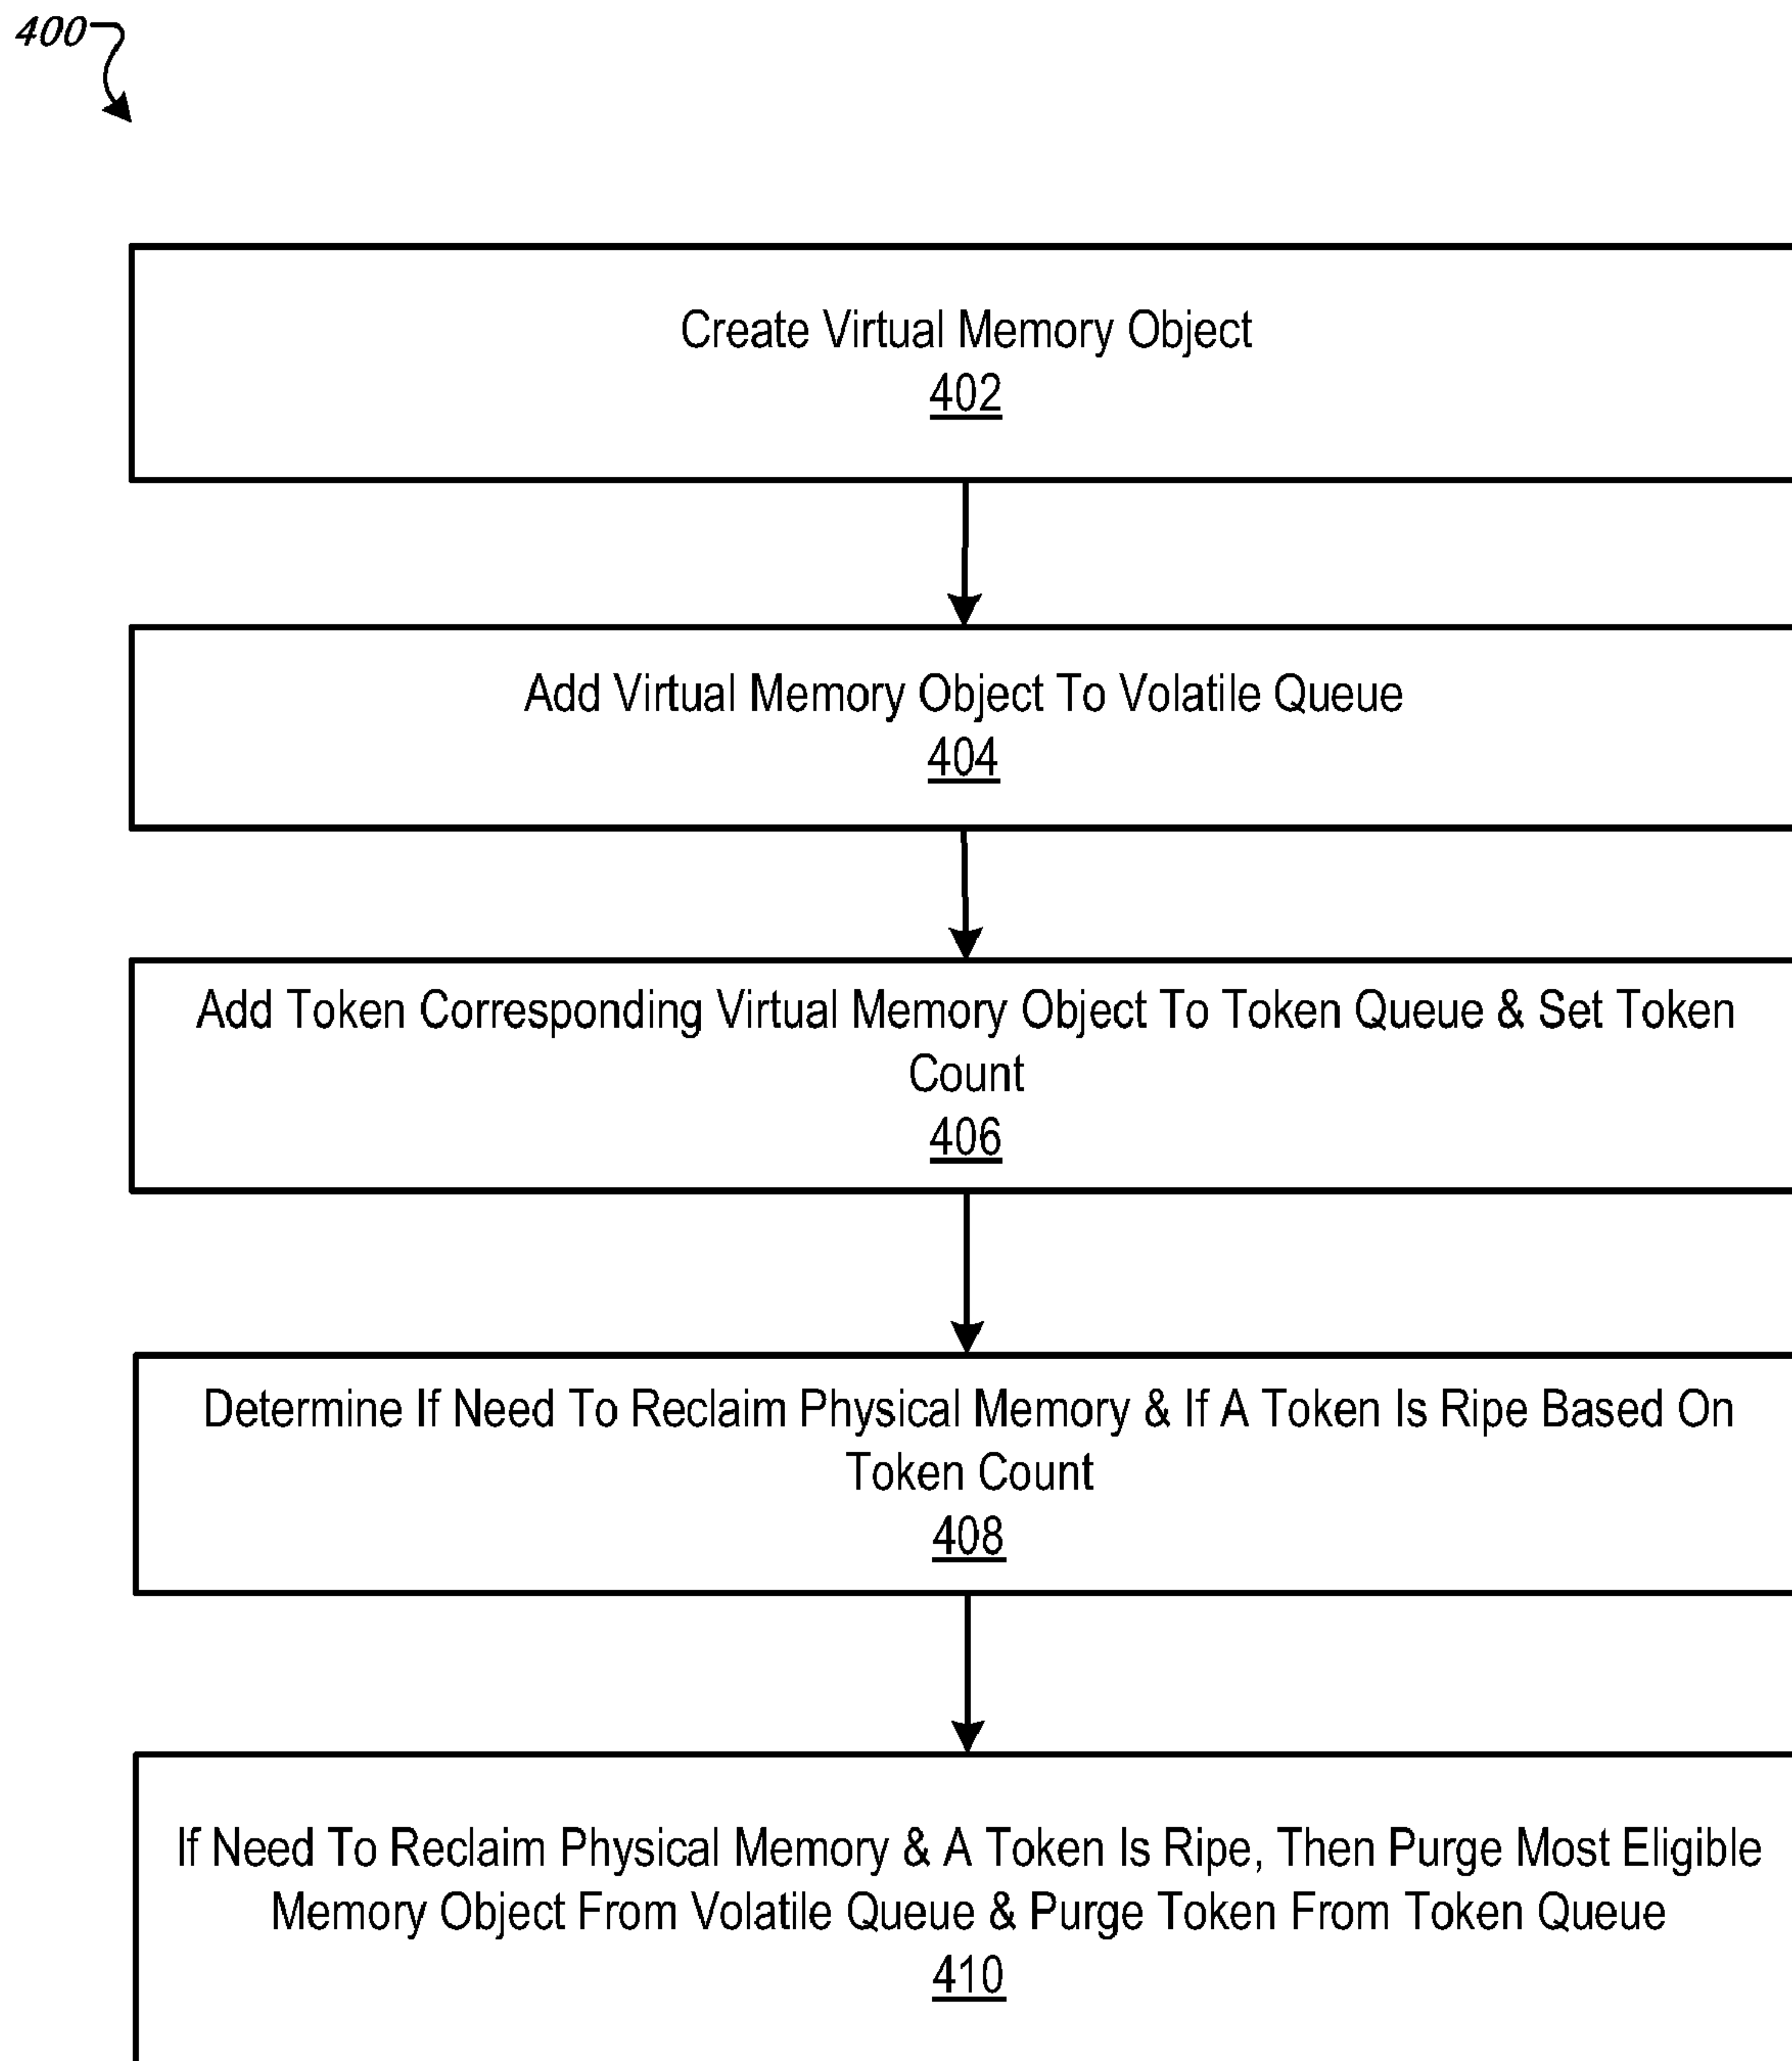 400
Create Virtual Memory Object
402
Add Virtual Memory Object To Volatile Queue
404
Add Token Corresponding Virtual Memory Object To Token Queue & Set Token
Count
406
Determine If Need To Reclaim Physical Memory & If A Token Is Ripe Based On
Token Count
408
If Need To Reclaim Physical Memory & A Token Is Ripe, Then Purge Most Eligible
Memory Object From Volatile Queue & Purge Token From Token Queue
410